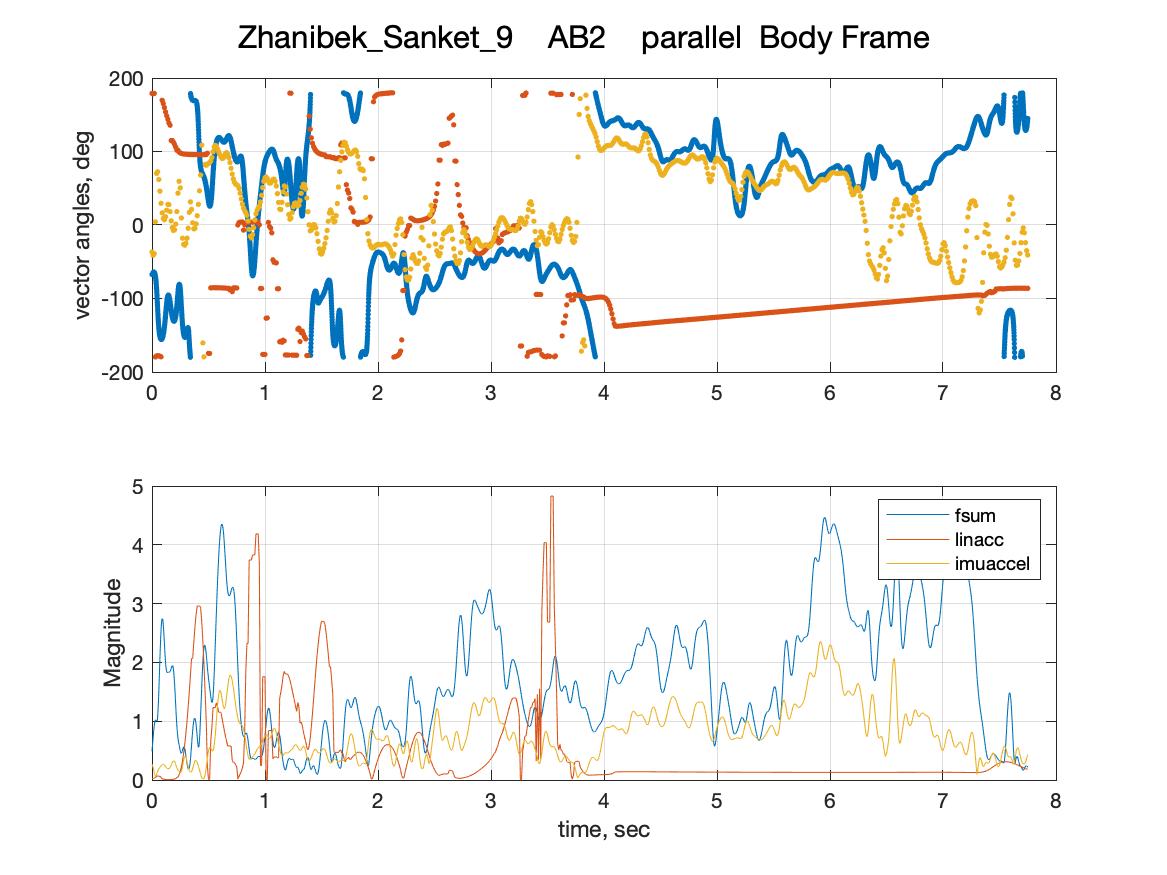 Zhanibek_Sanket_9 AB2 parallel Body Frame
200
100
0
-100
-200
vector angles, deg
0 1 2 3 4 5 6 7 8
5
4
3
2
1
0
Magnitude
fsum
linacc
imuaccel
0 1 2 3 4 5 6 7 8
time, sec